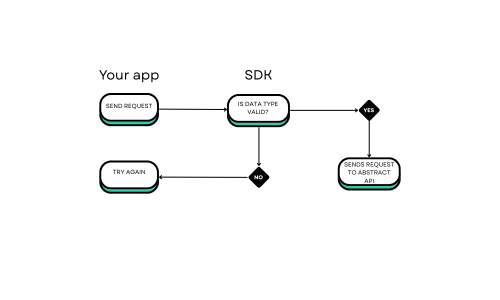 Your app
SDK
SEND REQUEST
IS DATA TYPE
VALID?
YES
TRY AGAIN
NO
SENDS REQUEST
TO ABSTRACT
API